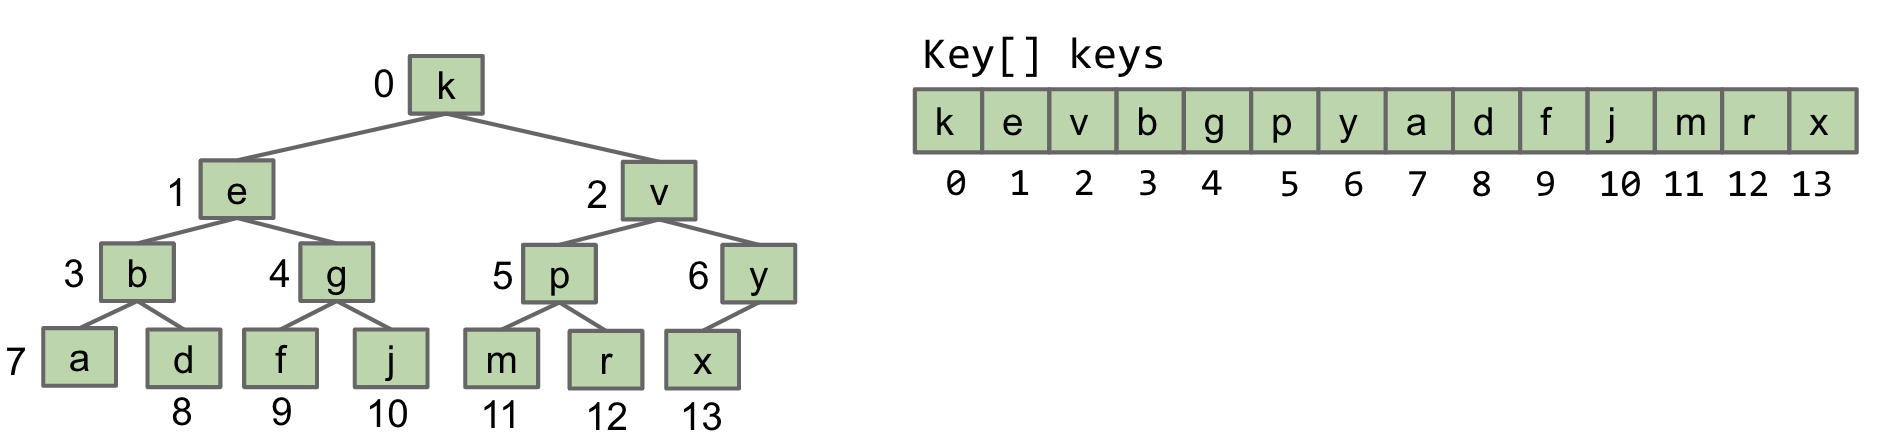 Key[] keys
0 k
k e v b g p y a d f j m r x
0 1 2 3 4 5 6 7 8 9 10 11 12 13
1 e 2 v
3 b 4 g 5 p 6 y
7 a d f j m r x
8 9 10 11 12 13